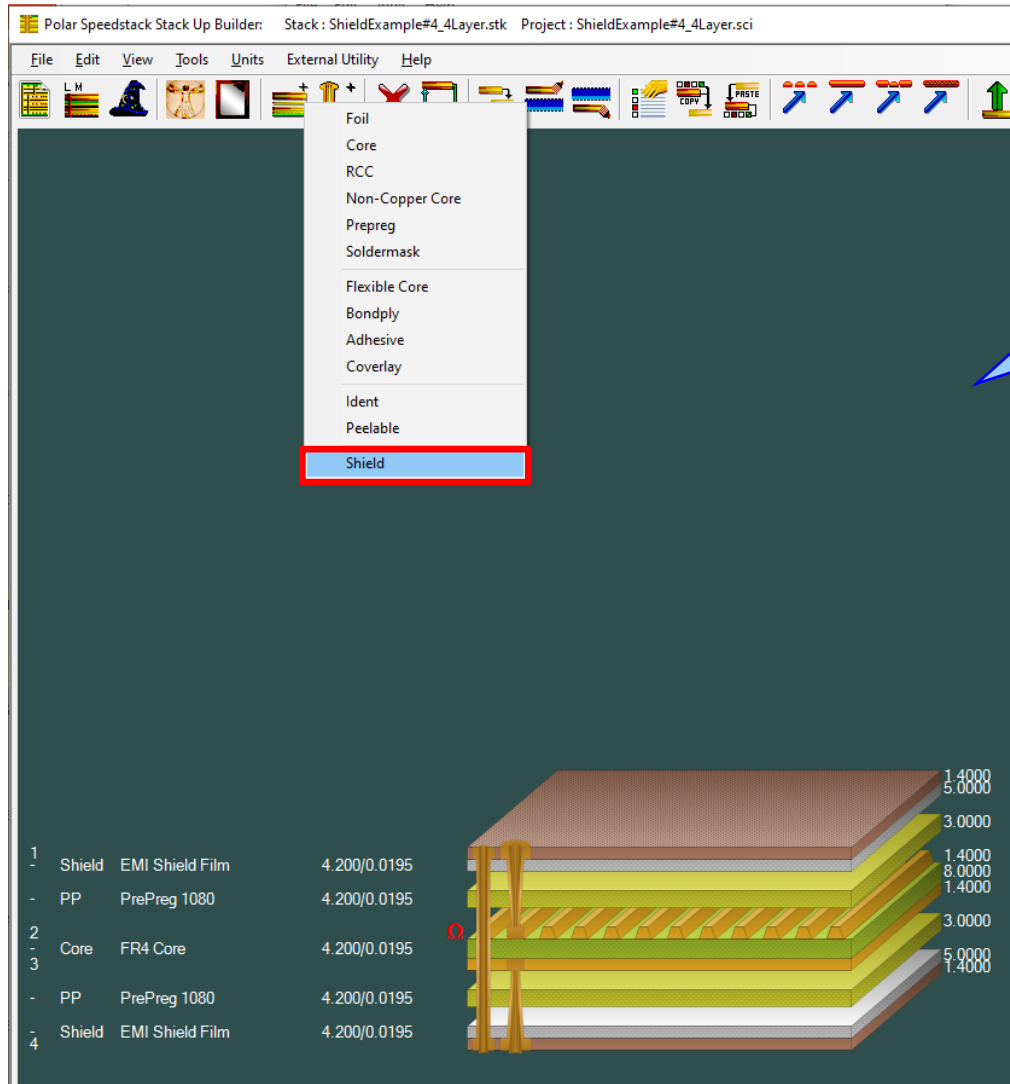 Polar Speedstack Stack Up Builder: Stack : ShieldExample#4_4Layer.stk Project : ShieldExample#4_4Layer.sci
File Edit View Tools Units External Utility Help
L M
COPY
PASTE
Foil
Core
RCC
Non-Copper Core
Prepreg
Soldermask
Flexible Core
Bondply
Adhesive
Coverlay
Ident
Peelable
Shield
1.4000
5.0000
3.0000
1
- Shield EMI Shield Film 4.200/0.0195
1.4000
8.0000
1.4000
- PP PrePreg 1080 4.200/0.0195
3.0000
2
- Core FR4 Core 4.200/0.0195
3
Ω
5.0000
1.4000
- PP PrePreg 1080 4.200/0.0195
- Shield EMI Shield Film 4.200/0.0195
4